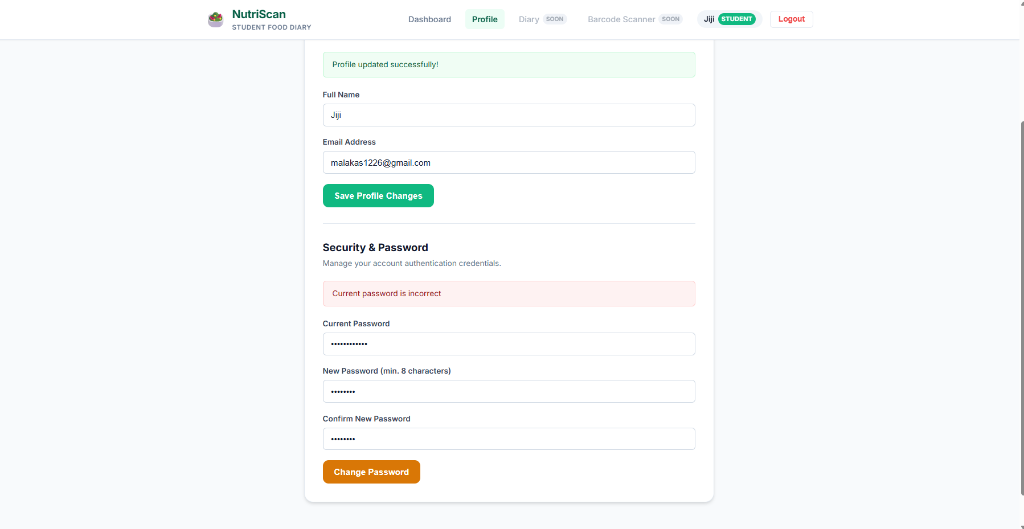 NutriScan
STUDENT FOOD DIARY
Dashboard
Profile
Diary SOON
Barcode Scanner SOON
Jiji STUDENT
Logout
Profile updated successfully!
Full Name
Jiji
Email Address
malakas1226@gmail.com
Save Profile Changes
Security & Password
Manage your account authentication credentials.
Current password is incorrect
Current Password
••••••••••••
New Password (min. 8 characters)
••••••••
Confirm New Password
••••••••
Change Password